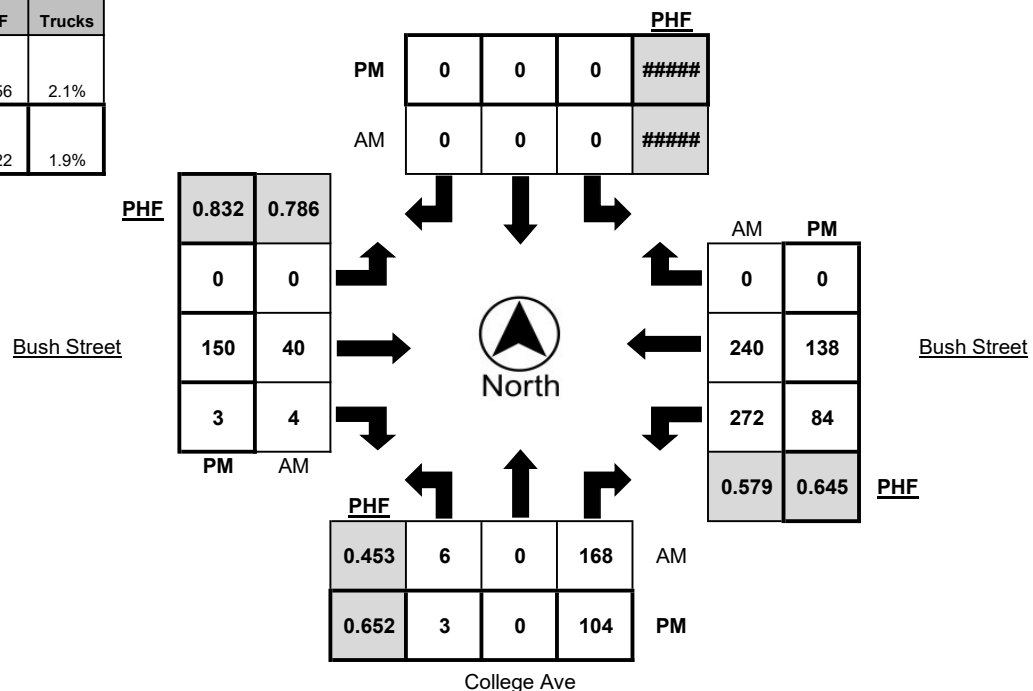 Trucks
2.1%
1.9%
PHF
PM 0 0 0 #####
AM 0 0 0 #####
PHF 0.832 0.786
0 0
Bush Street 150 40
3 4
PM AM
North
AM PM
0 0
240 138 Bush Street
272 84
0.579 0.645 PHF
PHF
0.453 6 0 168 AM
0.652 3 0 104 PM
College Ave